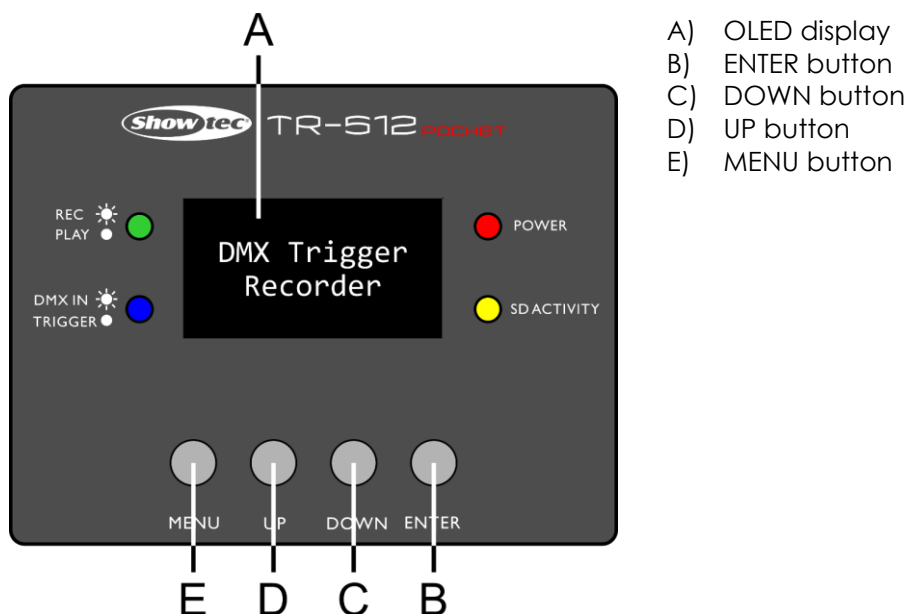 A
Showtec TR-512 POCKET
REC
PLAY
DMX IN
TRIGGER
DMX Trigger
Recorder
POWER
SD ACTIVITY
MENU UP DOWN ENTER
E D C B
A) OLED display
B) ENTER button
C) DOWN button
D) UP button
E) MENU button